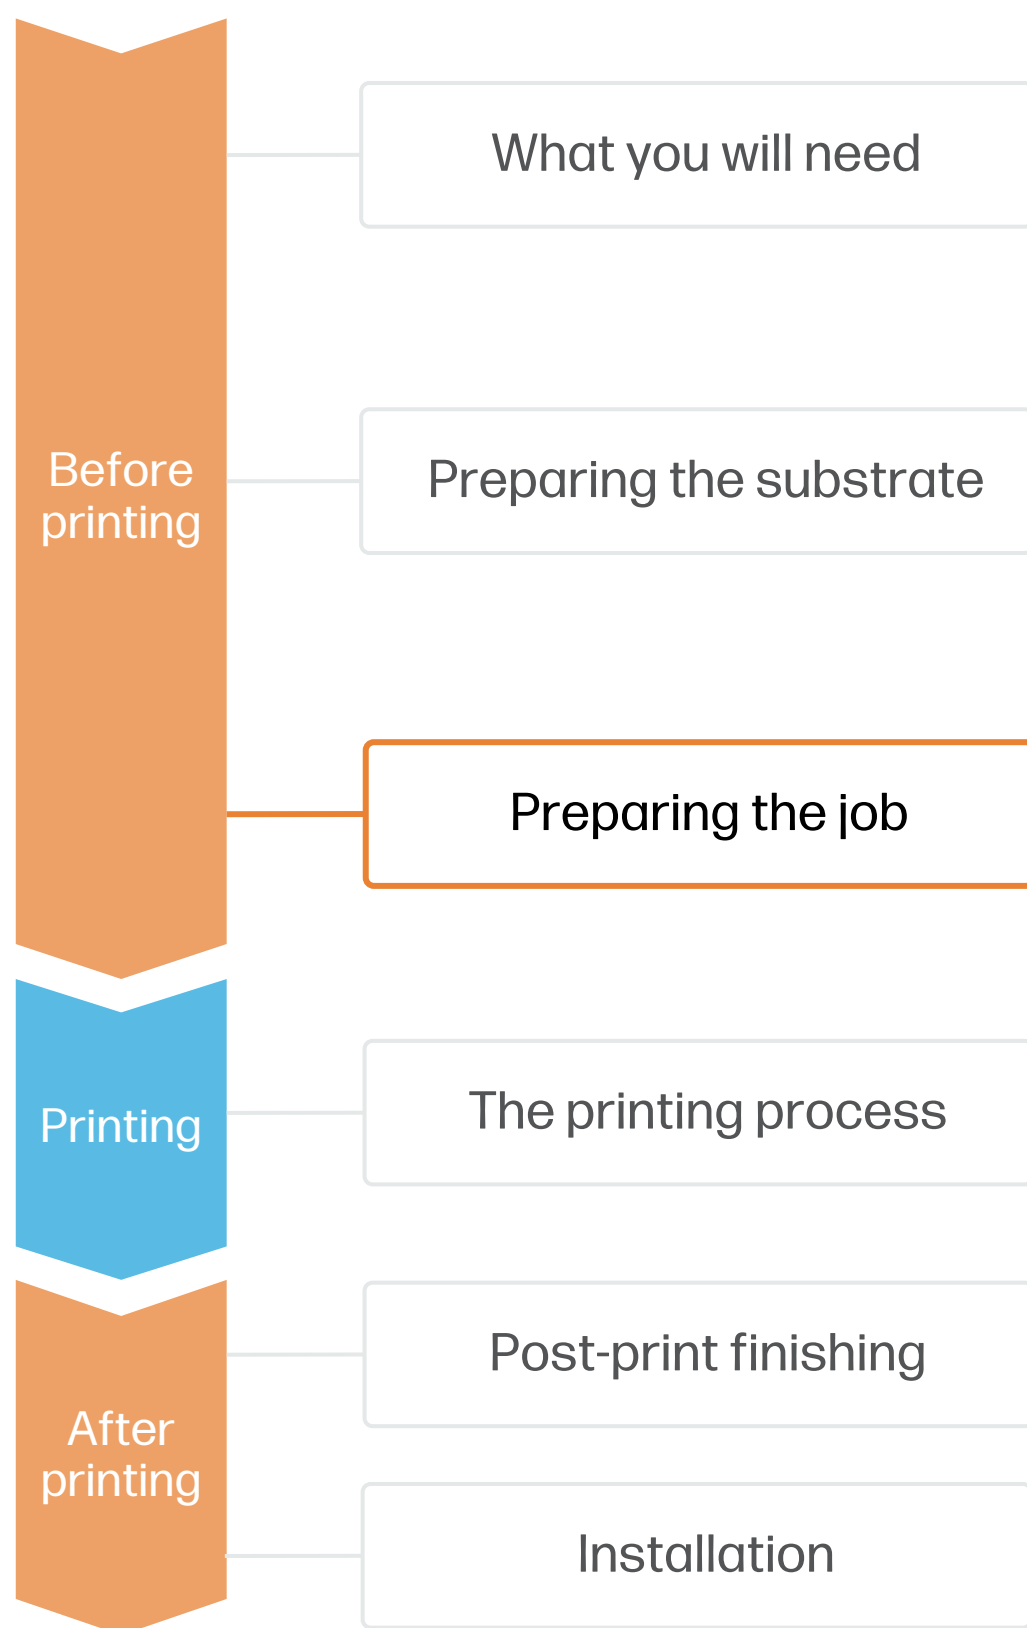 What you will need
Before
printing
Preparing the substrate
Preparing the job
Printing
The printing process
After
printing
Post-print finishing
Installation